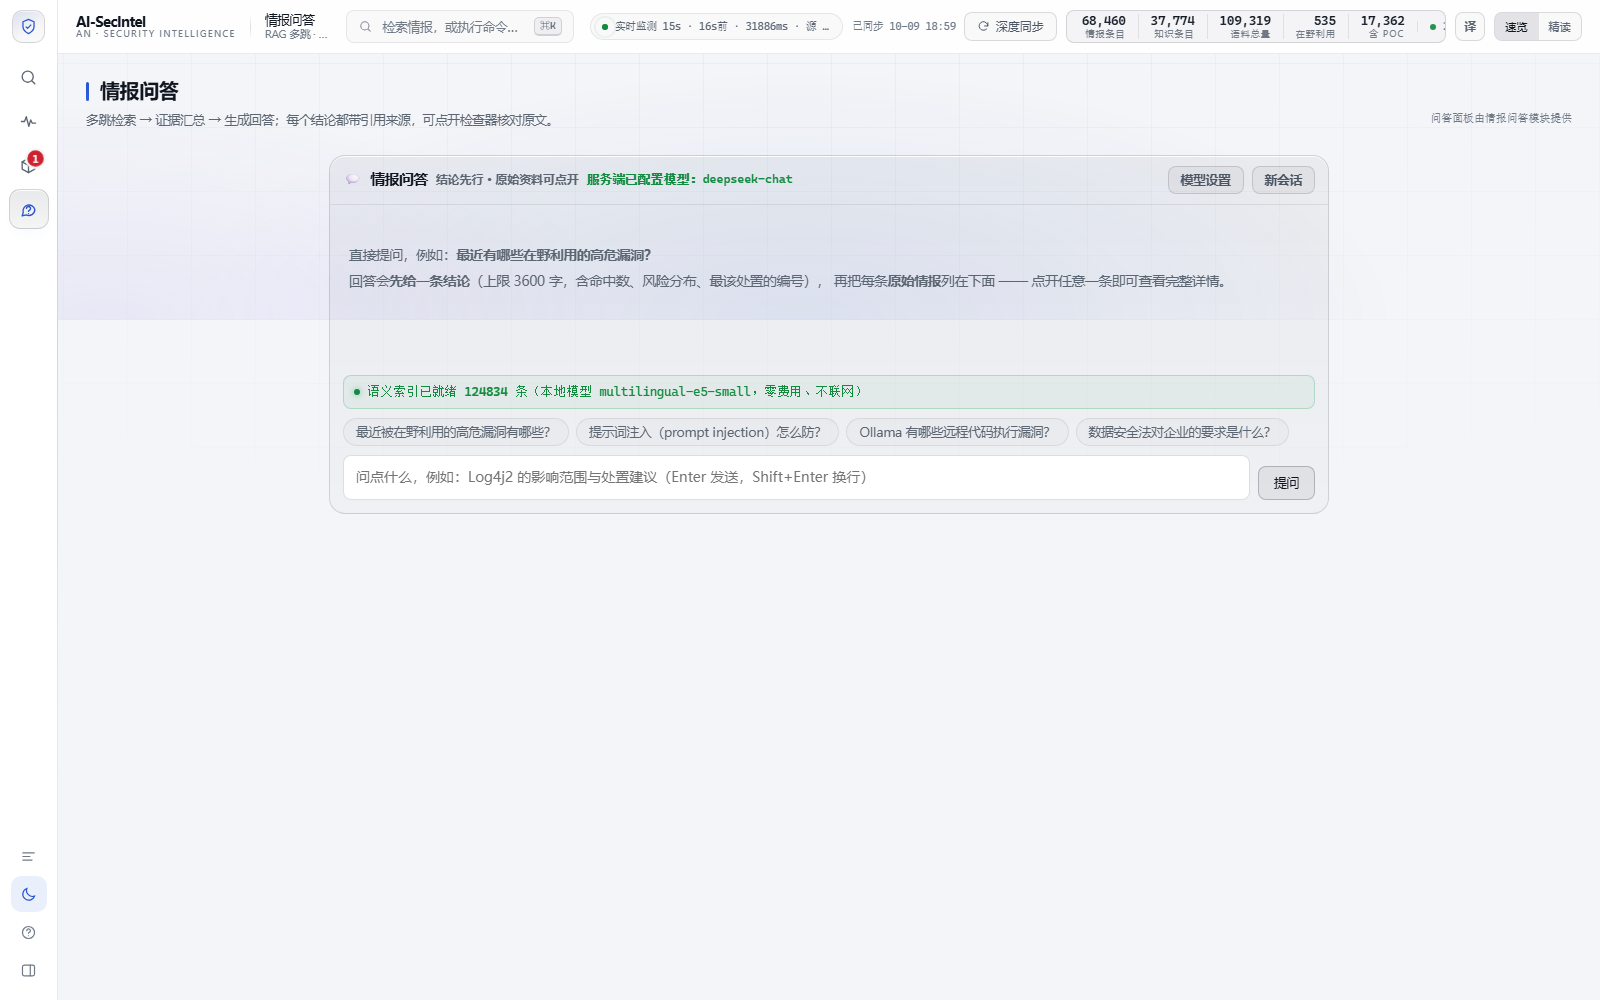 AI-SecIntel
AN · SECURITY INTELLIGENCE
情报问答
RAG 多跳 · ...
检索情报，或执行命令... ⌘K
实时监测 15s · 16s前 · 31886ms · 源 …
已同步 10-09 18:59
深度同步
68,460 情报条目
37,774 知识条目
109,319 语料总量
535 在野利用
17,362 含 POC
译
速览 精读
1
情报问答
多跳检索 → 证据汇总 → 生成回答；每个结论都带引用来源，可点开检查器核对原文。
问答面板由情报问答模块提供
情报问答 结论先行 · 原始资料可点开 服务端已配置模型：deepseek-chat
模型设置 新会话
直接提问，例如：最近有哪些在野利用的高危漏洞？
回答会先给一条结论（上限 3600 字，含命中数、风险分布、最该处置的编号），再把每条原始情报列在下面 —— 点开任意一条即可查看完整详情。
语义索引已就绪 124834 条（本地模型 multilingual-e5-small，零费用、不联网）
最近被在野利用的高危漏洞有哪些？ 提示词注入（prompt injection）怎么防？ Ollama 有哪些远程代码执行漏洞？ 数据安全法对企业的要求是什么？
问点什么，例如：Log4j2 的影响范围与处置建议（Enter 发送，Shift+Enter 换行）
提问